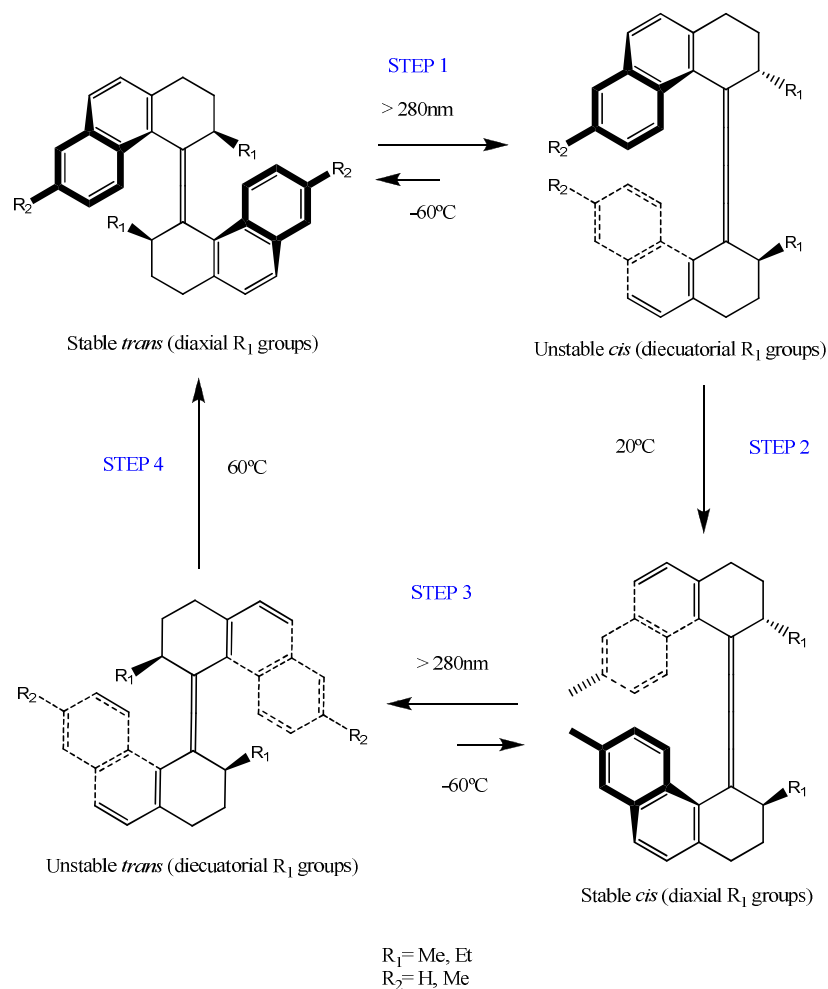 STEP 1
> 280nm
-60ºC
R1
R2
R2
R1
R1
R2
R2
R1
Stable trans (diaxial R1 groups)
Unstable cis (diecuatorial R1 groups)
STEP 4
60ºC
20ºC
STEP 2
STEP 3
> 280nm
-60ºC
R1
R2
R2
R1
R1
R1
Unstable trans (diecuatorial R1 groups)
Stable cis (diaxial R1 groups)
R1= Me, Et
R2= H, Me